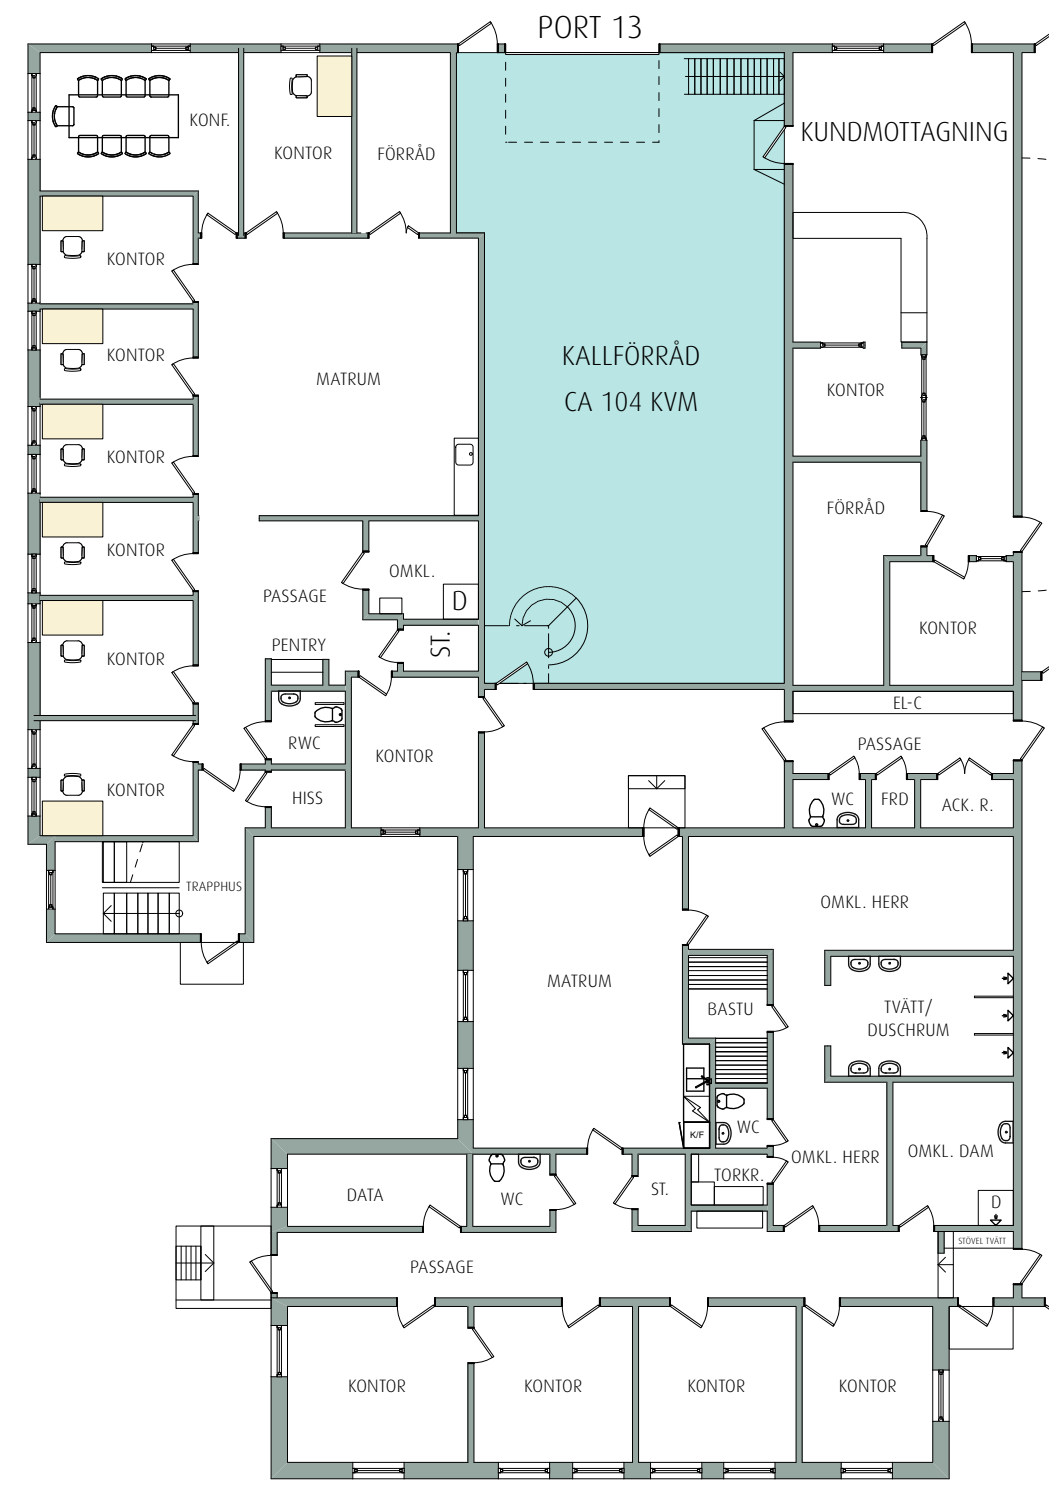 PORT 13
KONF.
KONTOR
FÖRRÅD
KUNDMOTTAGNING
KONTOR
KONTOR
KALLFÖRRÅD
CA 104 KVM
MATRUM
KONTOR
KONTOR
FÖRRÅD
KONTOR
OMKL.
D
PASSAGE
KONTOR
PENTRY
ST.
KONTOR
EL-C
RWC
KONTOR
PASSAGE
KONTOR
HISS
WC
FRD
ACK. R.
TRAPPHUS
OMKL. HERR
MATRUM
BASTU
TVÄTT/
DUSCHRUM
K/F
WC
OMKL. HERR
OMKL. DAM
DATA
WC
ST.
TORKR.
D
STÖVEL TVÄTT
PASSAGE
KONTOR
KONTOR
KONTOR
KONTOR